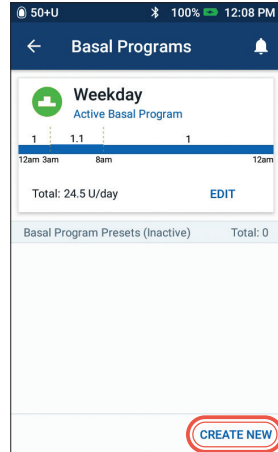 50+U 100% 12:08 PM
Basal Programs
Weekday
Active Basal Program
1 1.1 1
12am 3am 8am 12am
Total: 24.5 U/day EDIT
Basal Program Presets (Inactive) Total: 0
CREATE NEW